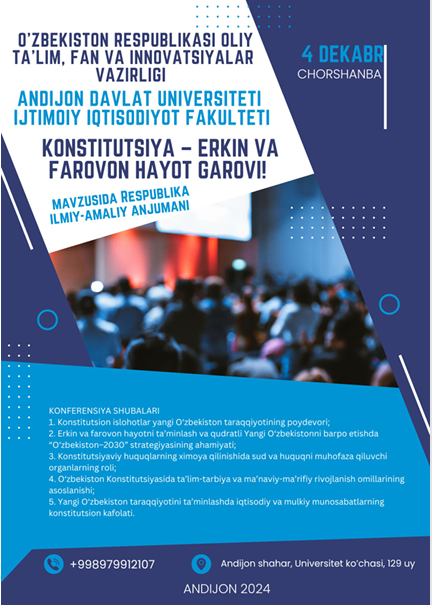 O'ZBEKISTON RESPUBLIKASI OLIY
TA'LIM, FAN VA INNOVATSIYALAR
VAZIRLIGI
ANDIJON DAVLAT UNIVERSITETI
IJTIMOIY IQTISODIYOT FAKULTETI
KONSTITUTSIYA – ERKIN VA
FAROVON HAYOT GAROVI!
MAVZUSIDA RESPUBLIKA
ILMIY-AMALIY ANJUMANI
4 DEKABR
CHORSHANBA
KONFERENSIYA SHUBALARI
1. Konstitutsion islohotlar yangi O‘zbekiston taraqqiyotining poydevori;
2. Erkin va farovon hayotni ta’minlash va qudratli Yangi O‘zbekistonni barpo etishda
“O‘zbekiston–2030” strategiyasining ahamiyati;
3. Konstitutsiyaviy huquqlarning ximoya qilinishida sud va huquqni muhofaza qiluvchi
organlarning roli;
4. O‘zbekiston Konstitutsiyasida ta’lim-tarbiya va ma’naviy-ma’rifiy rivojlanish omillarining
asoslanishi;
5. Yangi O‘zbekiston taraqqiyotini ta’minlashda iqtisodiy va mulkiy munosabatlarning
konstitutsion kafolati.
+998979912107
Andijon shahar, Universitet ko‘chasi, 129 uy
ANDIJON 2024